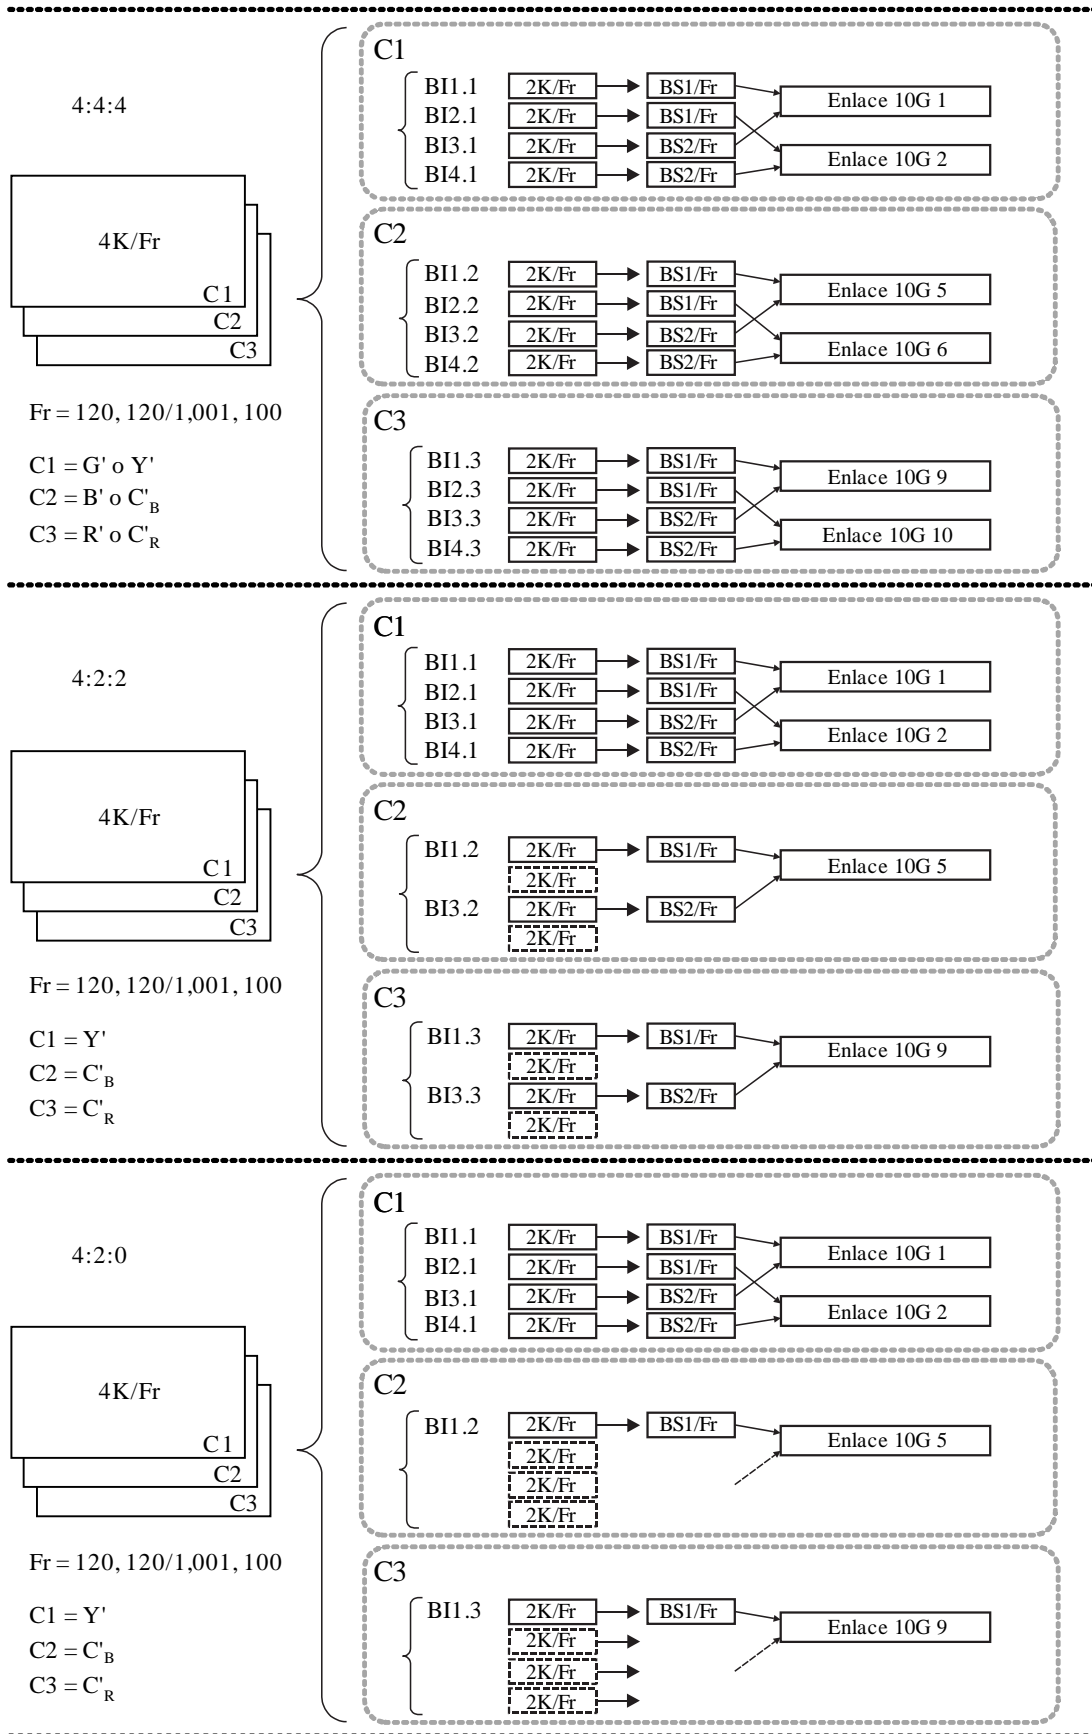 4:4:4
4K/Fr
C1
C2
C3
Fr = 120, 120/1,001, 100
C1 = G' o Y'
C2 = B' o C'B
C3 = R' o C'R
C1
BI1.1 2K/Fr BS1/Fr Enlace 10G 1
BI2.1 2K/Fr BS1/Fr
BI3.1 2K/Fr BS2/Fr Enlace 10G 2
BI4.1 2K/Fr BS2/Fr
C2
BI1.2 2K/Fr BS1/Fr Enlace 10G 5
BI2.2 2K/Fr BS1/Fr
BI3.2 2K/Fr BS2/Fr Enlace 10G 6
BI4.2 2K/Fr BS2/Fr
C3
BI1.3 2K/Fr BS1/Fr Enlace 10G 9
BI2.3 2K/Fr BS1/Fr
BI3.3 2K/Fr BS2/Fr Enlace 10G 10
BI4.3 2K/Fr BS2/Fr
4:2:2
4K/Fr
C1
C2
C3
Fr = 120, 120/1,001, 100
C1 = Y'
C2 = C'B
C3 = C'R
C1
BI1.1 2K/Fr BS1/Fr Enlace 10G 1
BI2.1 2K/Fr BS1/Fr
BI3.1 2K/Fr BS2/Fr Enlace 10G 2
BI4.1 2K/Fr BS2/Fr
C2
BI1.2 2K/Fr BS1/Fr Enlace 10G 5
2K/Fr
BI3.2 2K/Fr BS2/Fr
2K/Fr
C3
BI1.3 2K/Fr BS1/Fr Enlace 10G 9
2K/Fr
BI3.3 2K/Fr BS2/Fr
2K/Fr
4:2:0
4K/Fr
C1
C2
C3
Fr = 120, 120/1,001, 100
C1 = Y'
C2 = C'B
C3 = C'R
C1
BI1.1 2K/Fr BS1/Fr Enlace 10G 1
BI2.1 2K/Fr BS1/Fr
BI3.1 2K/Fr BS2/Fr Enlace 10G 2
BI4.1 2K/Fr BS2/Fr
C2
BI1.2 2K/Fr BS1/Fr Enlace 10G 5
2K/Fr
2K/Fr
2K/Fr
C3
BI1.3 2K/Fr BS1/Fr Enlace 10G 9
2K/Fr
2K/Fr
2K/Fr